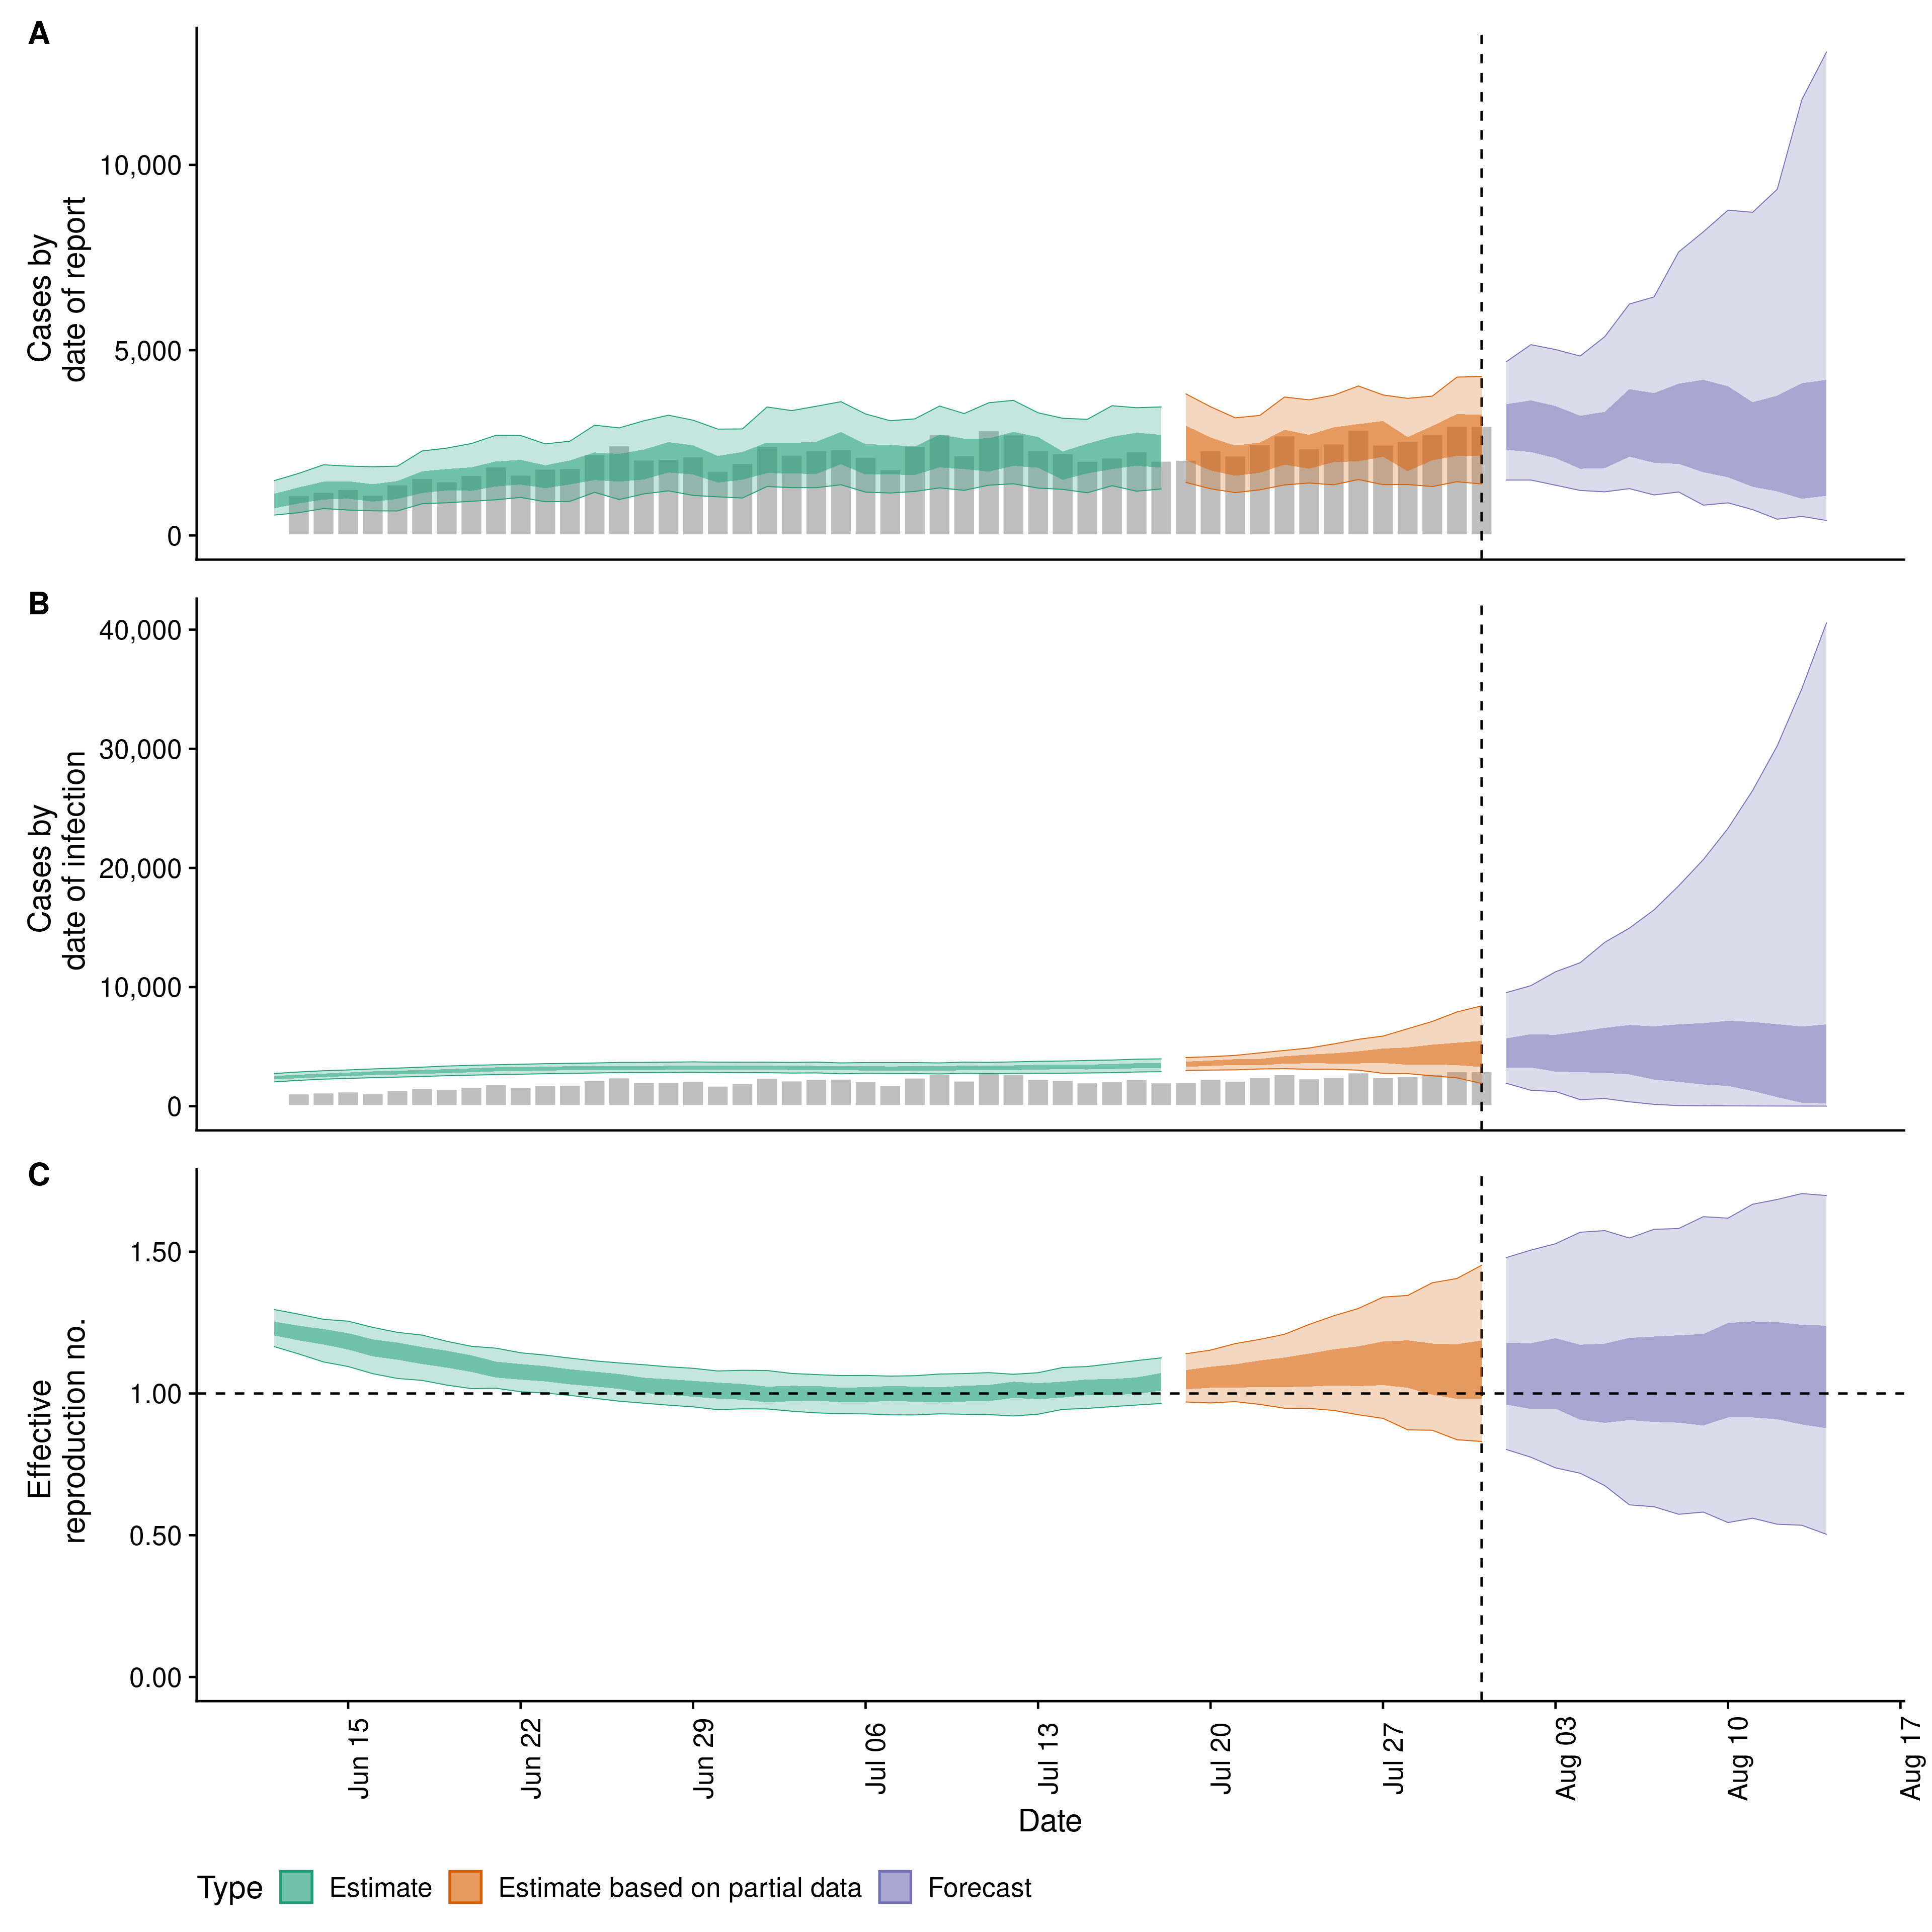 A
Cases by
date of report
10,000
5,000
0
B
Cases by
date of infection
40,000
30,000
20,000
10,000
0
C
Effective
reproduction no.
1.50
1.00
0.50
0.00
Jun 15
Jun 22
Jun 29
Jul 06
Jul 13
Jul 20
Jul 27
Aug 03
Aug 10
Aug 17
Date
Type Estimate Estimate based on partial data Forecast